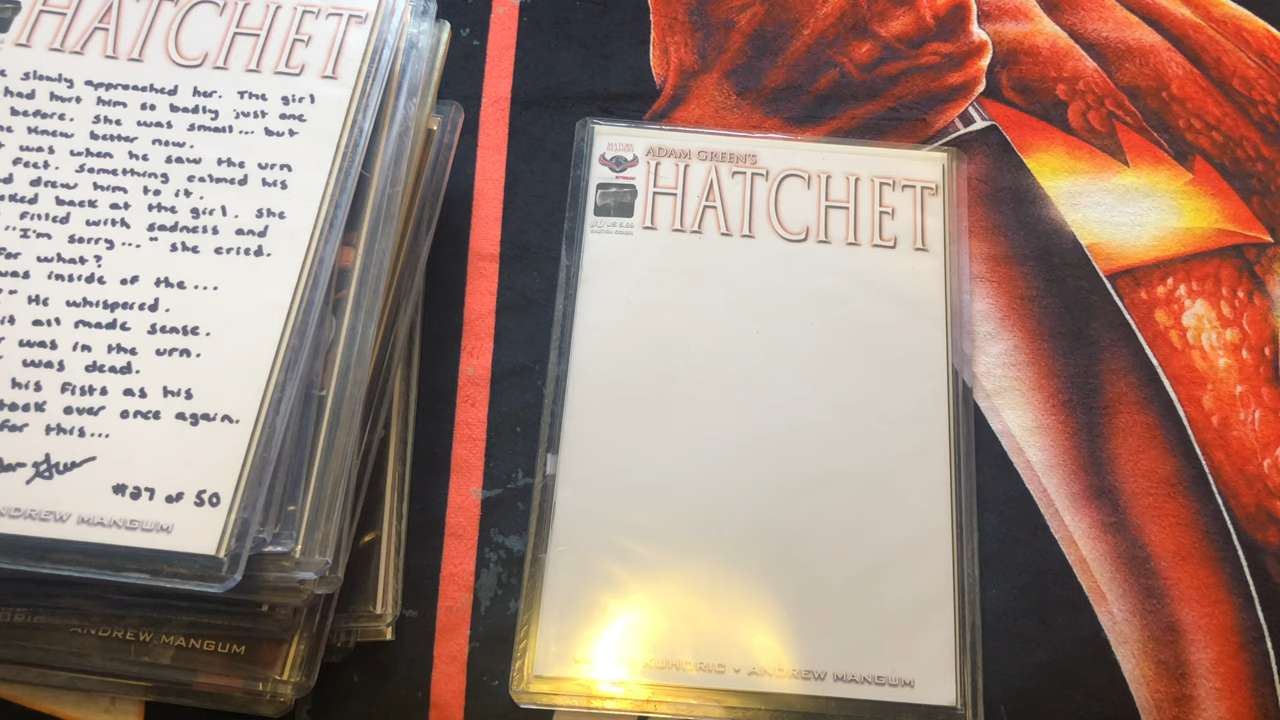 HATCHET
slowly approached her. The girl
had hurt him so badly just one
before. She was small... but
knew better now.
was when he saw the urn
feet. Something calmed his
drew him to it.
back at the girl. She
filled with sadness and
"I'm sorry..." She cried.
For what?
was inside of the...
" He whispered.
it all made sense.
was in the urn.
was dead.
his fists as his
took over once again.
for this...
#27 of 50
ANDREW MANGUM
ANDREW MANGUM
MATURE
READERS
ADAM GREEN'S
HATCHET
KUHORIC • ANDREW MANGUM